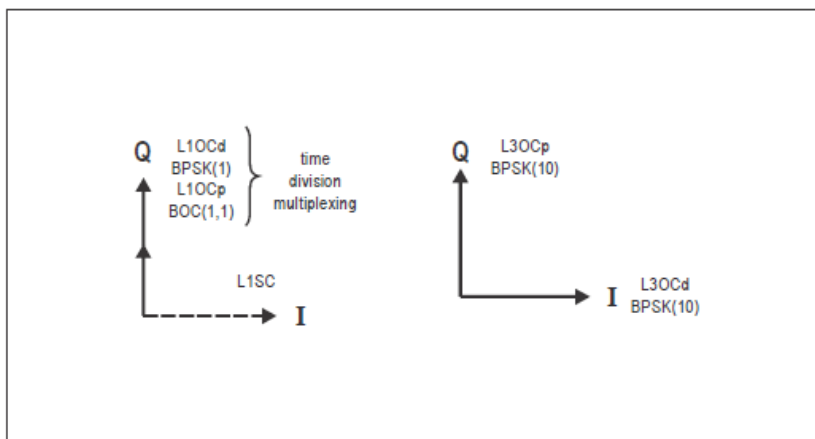 Q
L1OCd
BPSK(1)
L1OCp
BOC(1,1)
time
division
multiplexing
L1SC
I
Q
L3OCp
BPSK(10)
I
L3OCd
BPSK(10)